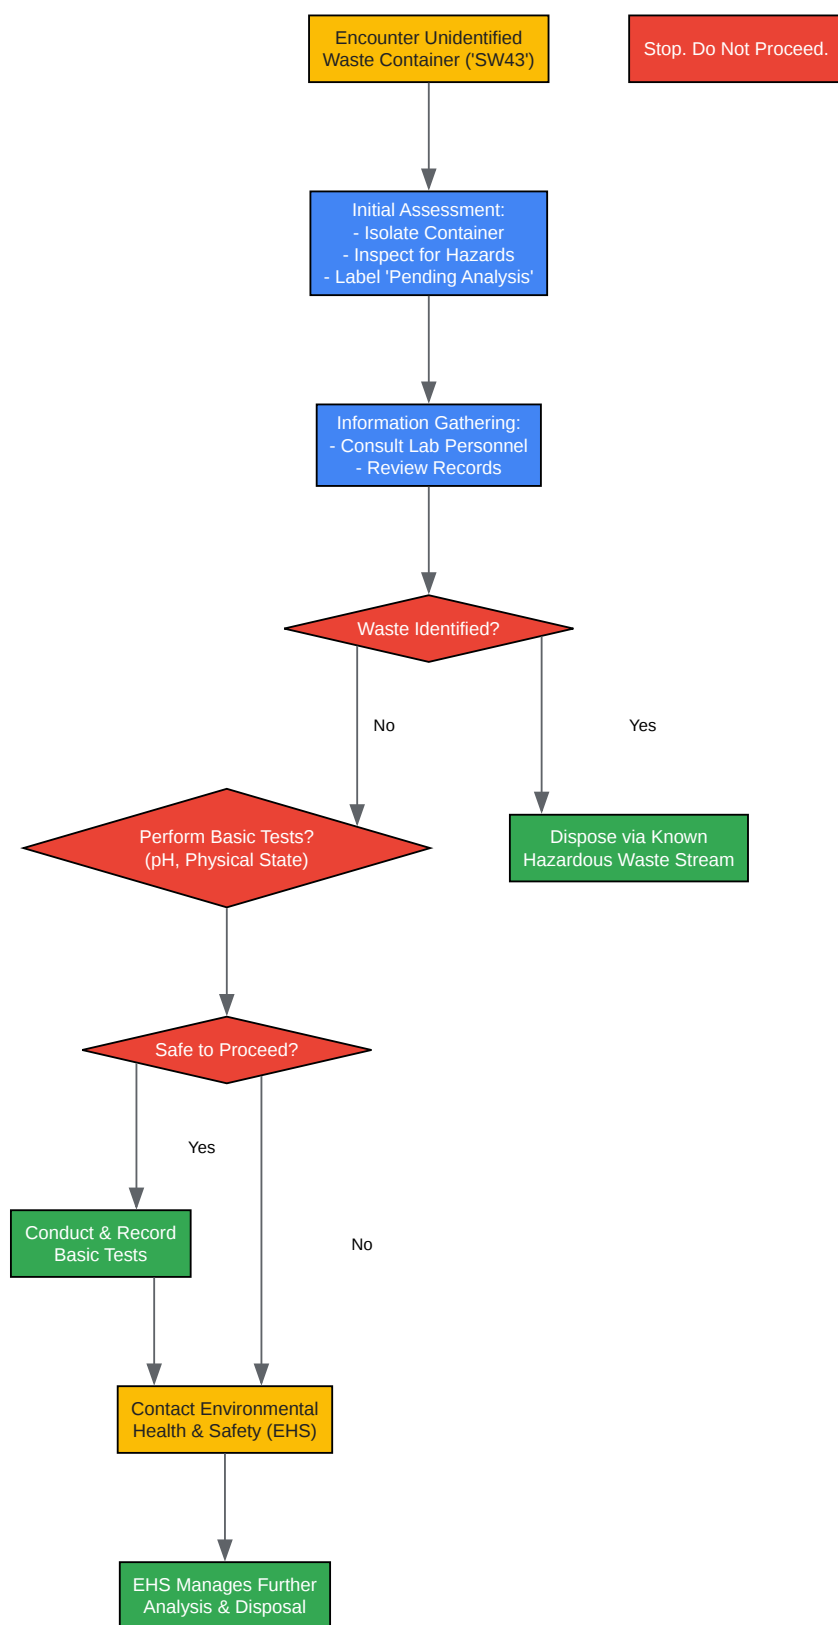 Encounter Unidentified
Waste Container ('SW43')
Stop. Do Not Proceed.
Initial Assessment:
- Isolate Container
- Inspect for Hazards
- Label 'Pending Analysis'
Information Gathering:
- Consult Lab Personnel
- Review Records
Waste Identified?
No
Yes
Perform Basic Tests?
(pH, Physical State)
Dispose via Known
Hazardous Waste Stream
Safe to Proceed?
Yes
Conduct & Record
Basic Tests
No
Contact Environmental
Health & Safety (EHS)
EHS Manages Further
Analysis & Disposal